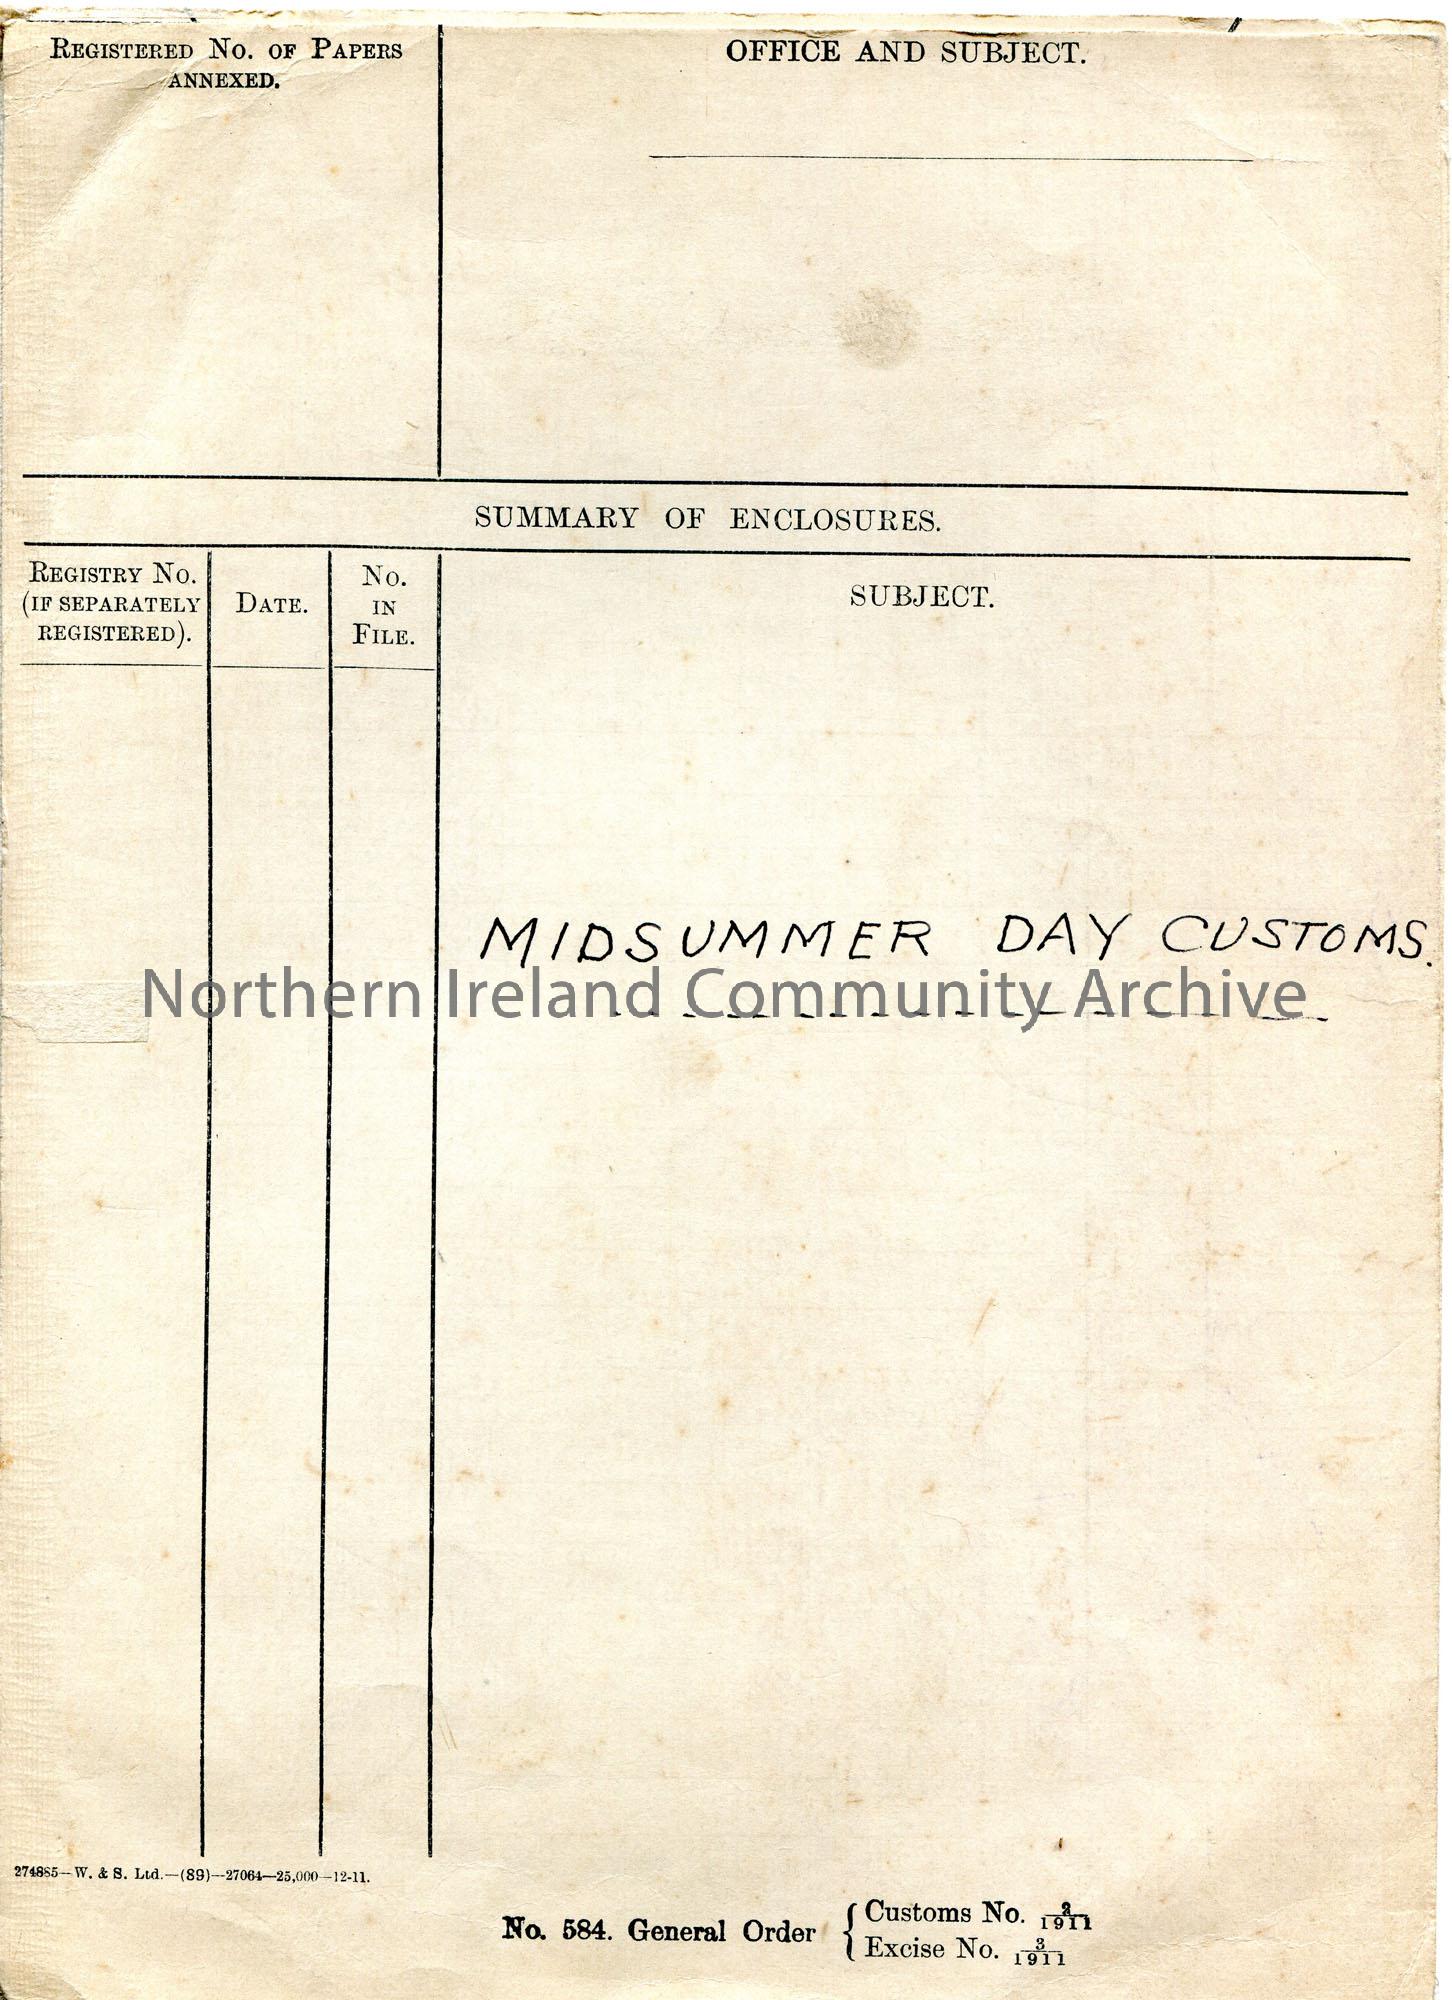 REGISTERED NO. OF PAPERS
ANNEXED.
OFFICE AND SUBJECT.
SUMMARY OF ENCLOSURES.
REGISTRY NO.
(IF SEPARATELY
REGISTERED).
DATE.
NO.
IN
FILE.
SUBJECT.
MIDSUMMER DAY CUSTOMS.
Northern Ireland Community Archive
274885—W. & S. Ltd.—(89)—27064—25,000—12-11.
No. 584. General Order { Customs No. 2/1911
Excise No. 3/1911